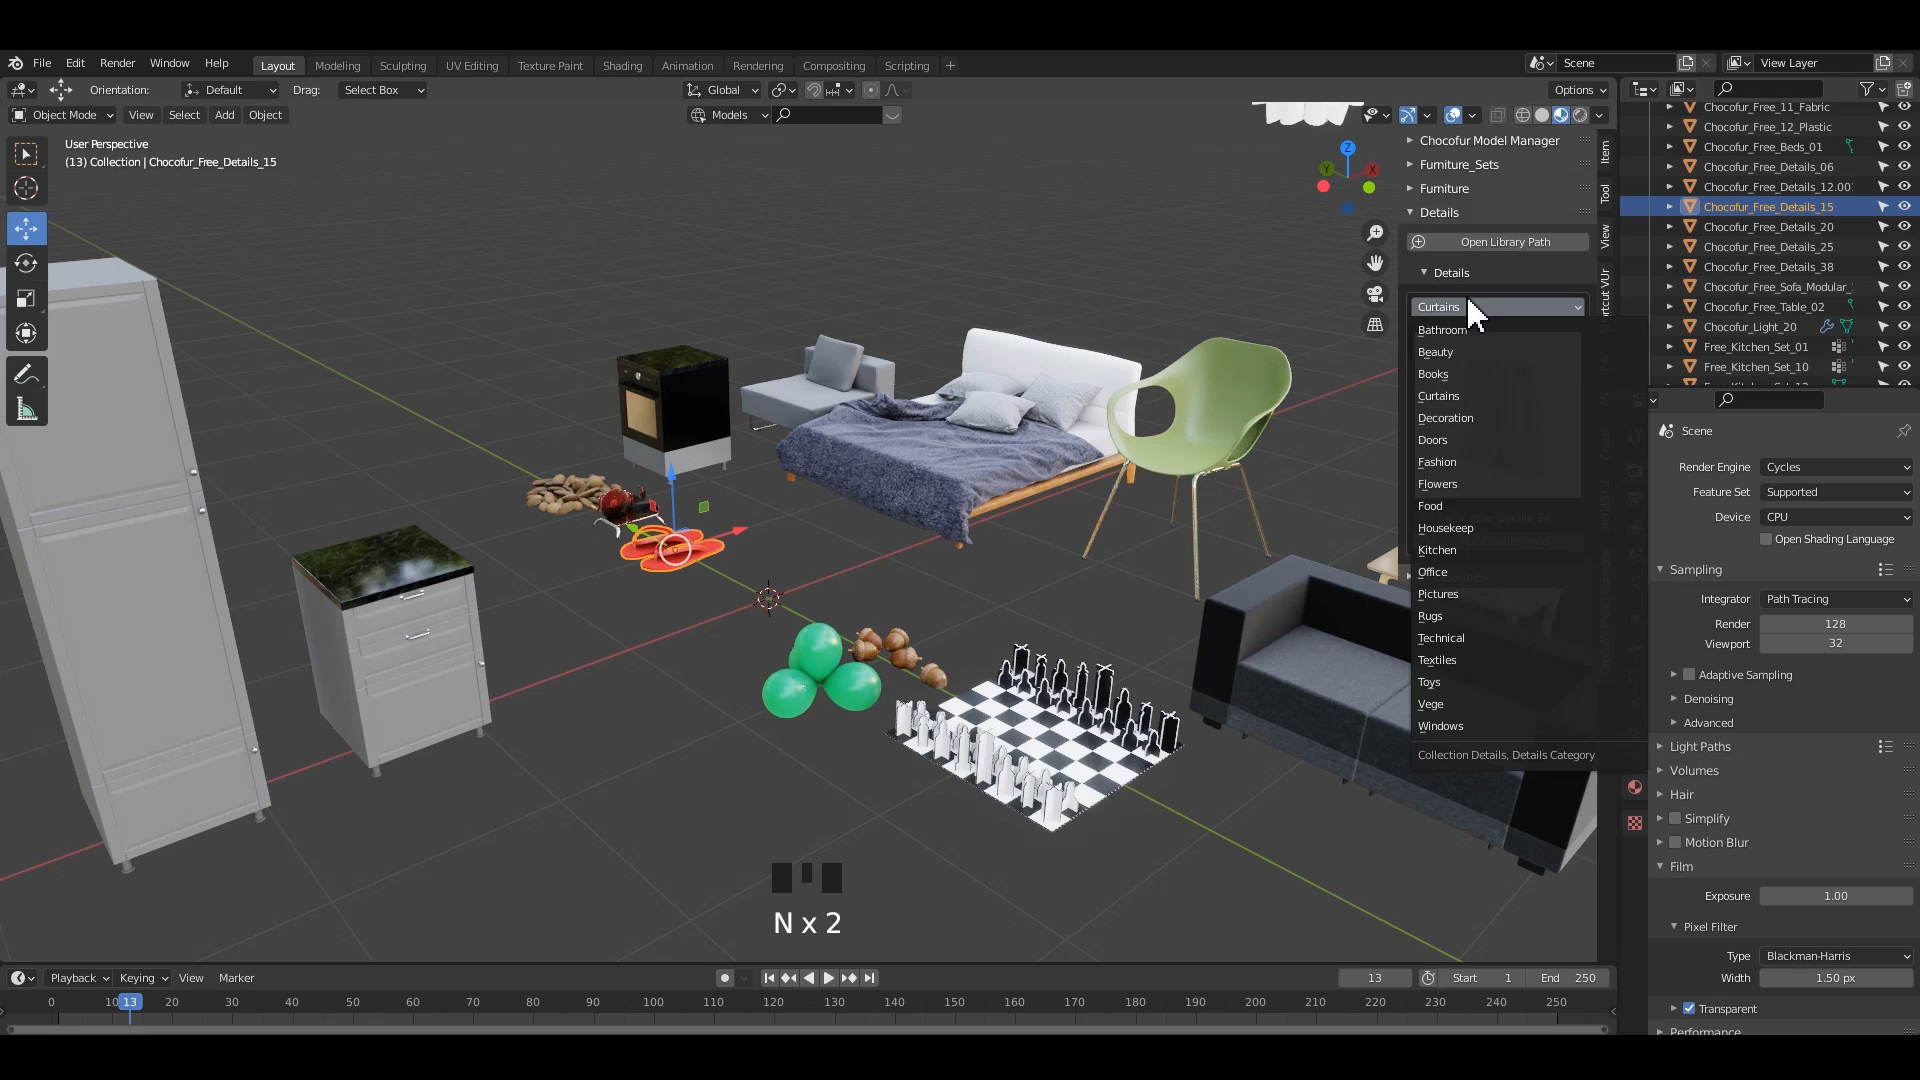 File Edit Render Window Help Layout Modeling Sculpting UV Editing Texture Paint Shading Animation Rendering Compositing Scripting + Scene View Layer
Orientation: Default Drag: Select Box Global Options
Object Mode View Select Add Object Models
User Perspective
(13) Collection | Chocofur_Free_Details_15
Z
Y X
Chocofur Model Manager
Furniture_Sets
Furniture
Details
Open Library Path
Details
Curtains
Bathroom
Beauty
Books
Curtains
Decoration
Doors
Fashion
Flowers
Food
Housekeep
Kitchen
Office
Pictures
Rugs
Technical
Textiles
Toys
Vege
Windows
Collection Details, Details Category
Item
Tool
View
ortcut VUr
Chocofur_Free_11_Fabric
Chocofur_Free_12_Plastic
Chocofur_Free_Beds_01
Chocofur_Free_Details_06
Chocofur_Free_Details_12.00
Chocofur_Free_Details_15
Chocofur_Free_Details_20
Chocofur_Free_Details_25
Chocofur_Free_Details_38
Chocofur_Free_Sofa_Modular_
Chocofur_Free_Table_02
Chocofur_Light_20
Free_Kitchen_Set_01
Free_Kitchen_Set_10
Scene
Render Engine Cycles
Feature Set Supported
Device CPU
Open Shading Language
Sampling
Integrator Path Tracing
Render 128
Viewport 32
Adaptive Sampling
Denoising
Advanced
Light Paths
Volumes
Hair
Simplify
Motion Blur
Film
Exposure 1.00
Pixel Filter
Type Blackman-Harris
Width 1.50 px
Transparent
Performance
N x 2
Playback Keying View Marker 13 Start 1 End 250
0 10 13 20 30 40 50 60 70 80 90 100 110 120 130 140 150 160 170 180 190 200 210 220 230 240 250